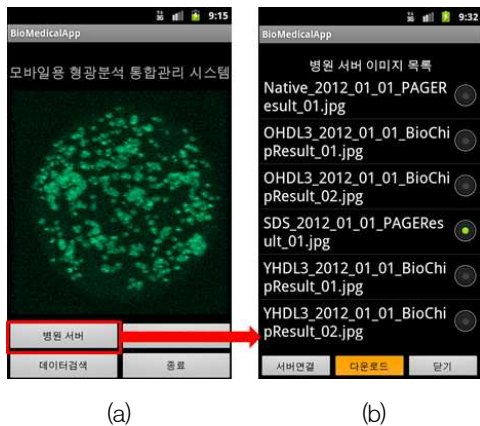 3G 9:15
BioMedicalApp
모바일용 형광분석 통합관리 시스템
병원 서버
데이터검색
종료
(a)
3G 9:32
BioMedicalApp
병원 서버 이미지 목록
Native_2012_01_01_PAGER
esult_01.jpg
OHDL3_2012_01_01_BioChi
pResult_01.jpg
OHDL3_2012_01_01_BioChi
pResult_02.jpg
SDS_2012_01_01_PAGERes
ult_01.jpg
YHDL3_2012_01_01_BioChi
pResult_01.jpg
YHDL3_2012_01_01_BioChi
pResult_02.jpg
서버연결
다운로드
닫기
(b)